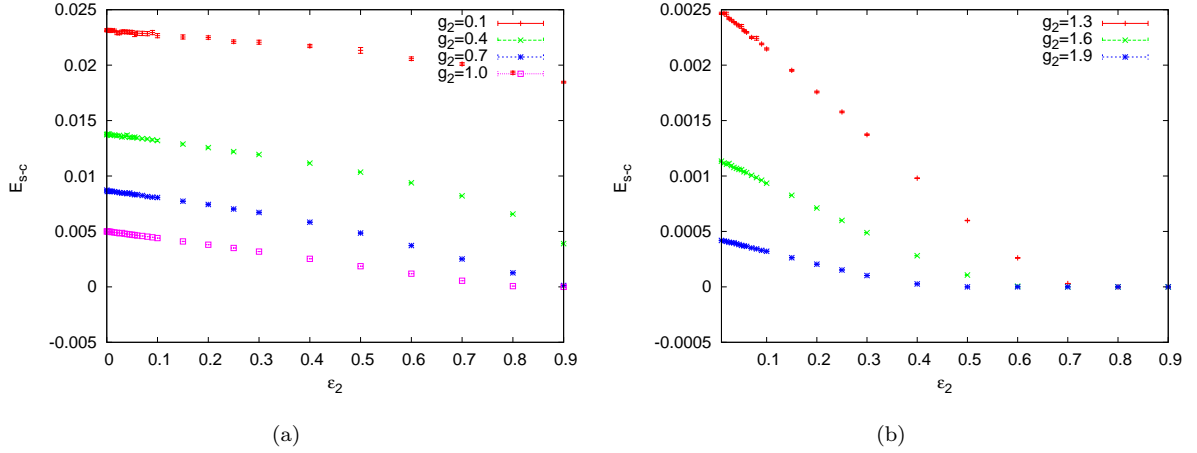 0.025
0.02
0.015
0.01
0.005
0
-0.005
E_{s-c}
g_2=0.1
g_2=0.4
g_2=0.7
g_2=1.0
0 0.1 0.2 0.3 0.4 0.5 0.6 0.7 0.8 0.9
ε_2
(a)
0.0025
0.002
0.0015
0.001
0.0005
0
-0.0005
E_{s-c}
g_2=1.3
g_2=1.6
g_2=1.9
0.1 0.2 0.3 0.4 0.5 0.6 0.7 0.8 0.9
ε_2
(b)